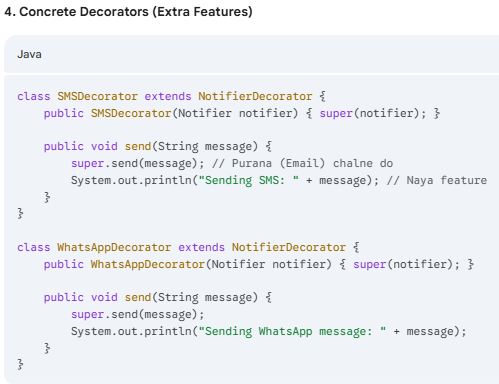 4. Concrete Decorators (Extra Features)
Java
class SMSDecorator extends NotifierDecorator {
    public SMSDecorator(Notifier notifier) { super(notifier); }

    public void send(String message) {
        super.send(message); // Purana (Email) chalne do
        System.out.println("Sending SMS: " + message); // Naya feature
    }
}

class WhatsAppDecorator extends NotifierDecorator {
    public WhatsAppDecorator(Notifier notifier) { super(notifier); }

    public void send(String message) {
        super.send(message);
        System.out.println("Sending WhatsApp message: " + message);
    }
}